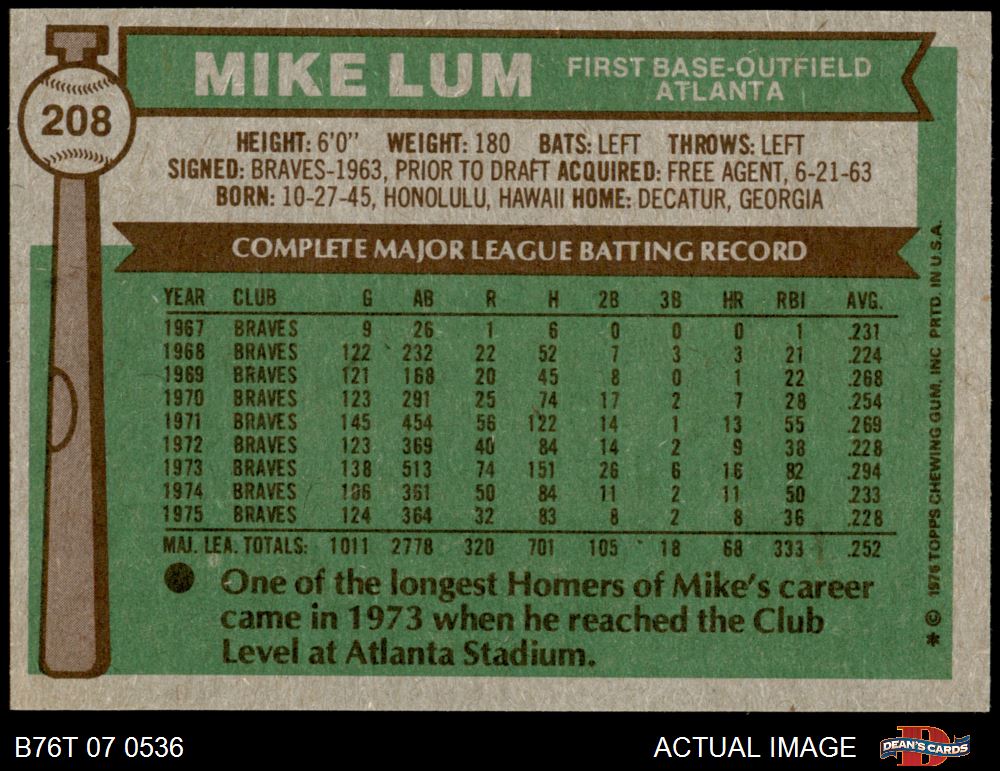 208
MIKE LUM
FIRST BASE-OUTFIELD
ATLANTA
HEIGHT: 6'0" WEIGHT: 180 BATS: LEFT THROWS: LEFT
SIGNED: BRAVES-1963, PRIOR TO DRAFT ACQUIRED: FREE AGENT, 6-21-63
BORN: 10-27-45, HONOLULU, HAWAII HOME: DECATUR, GEORGIA
COMPLETE MAJOR LEAGUE BATTING RECORD
YEAR CLUB G AB R H 2B 3B HR RBI AVG.
1967 BRAVES 9 26 1 6 0 0 0 1 .231
1968 BRAVES 122 232 22 52 7 3 3 21 .224
1969 BRAVES 121 168 20 45 8 0 1 22 .268
1970 BRAVES 123 291 25 74 17 2 7 28 .254
1971 BRAVES 145 454 56 122 14 1 13 55 .269
1972 BRAVES 123 369 40 84 14 2 9 38 .228
1973 BRAVES 138 513 74 151 26 6 16 82 .294
1974 BRAVES 106 361 50 84 11 2 11 50 .233
1975 BRAVES 124 364 32 83 8 2 8 36 .228
MAJ. LEA. TOTALS: 1011 2778 320 701 105 18 68 333 .252
● One of the longest Homers of Mike's career
came in 1973 when he reached the Club
Level at Atlanta Stadium.
* © 1976 TOPPS CHEWING GUM, INC PRTD. IN U.S.A.
B76T 07 0536
ACTUAL IMAGE
DEAN'S CARDS